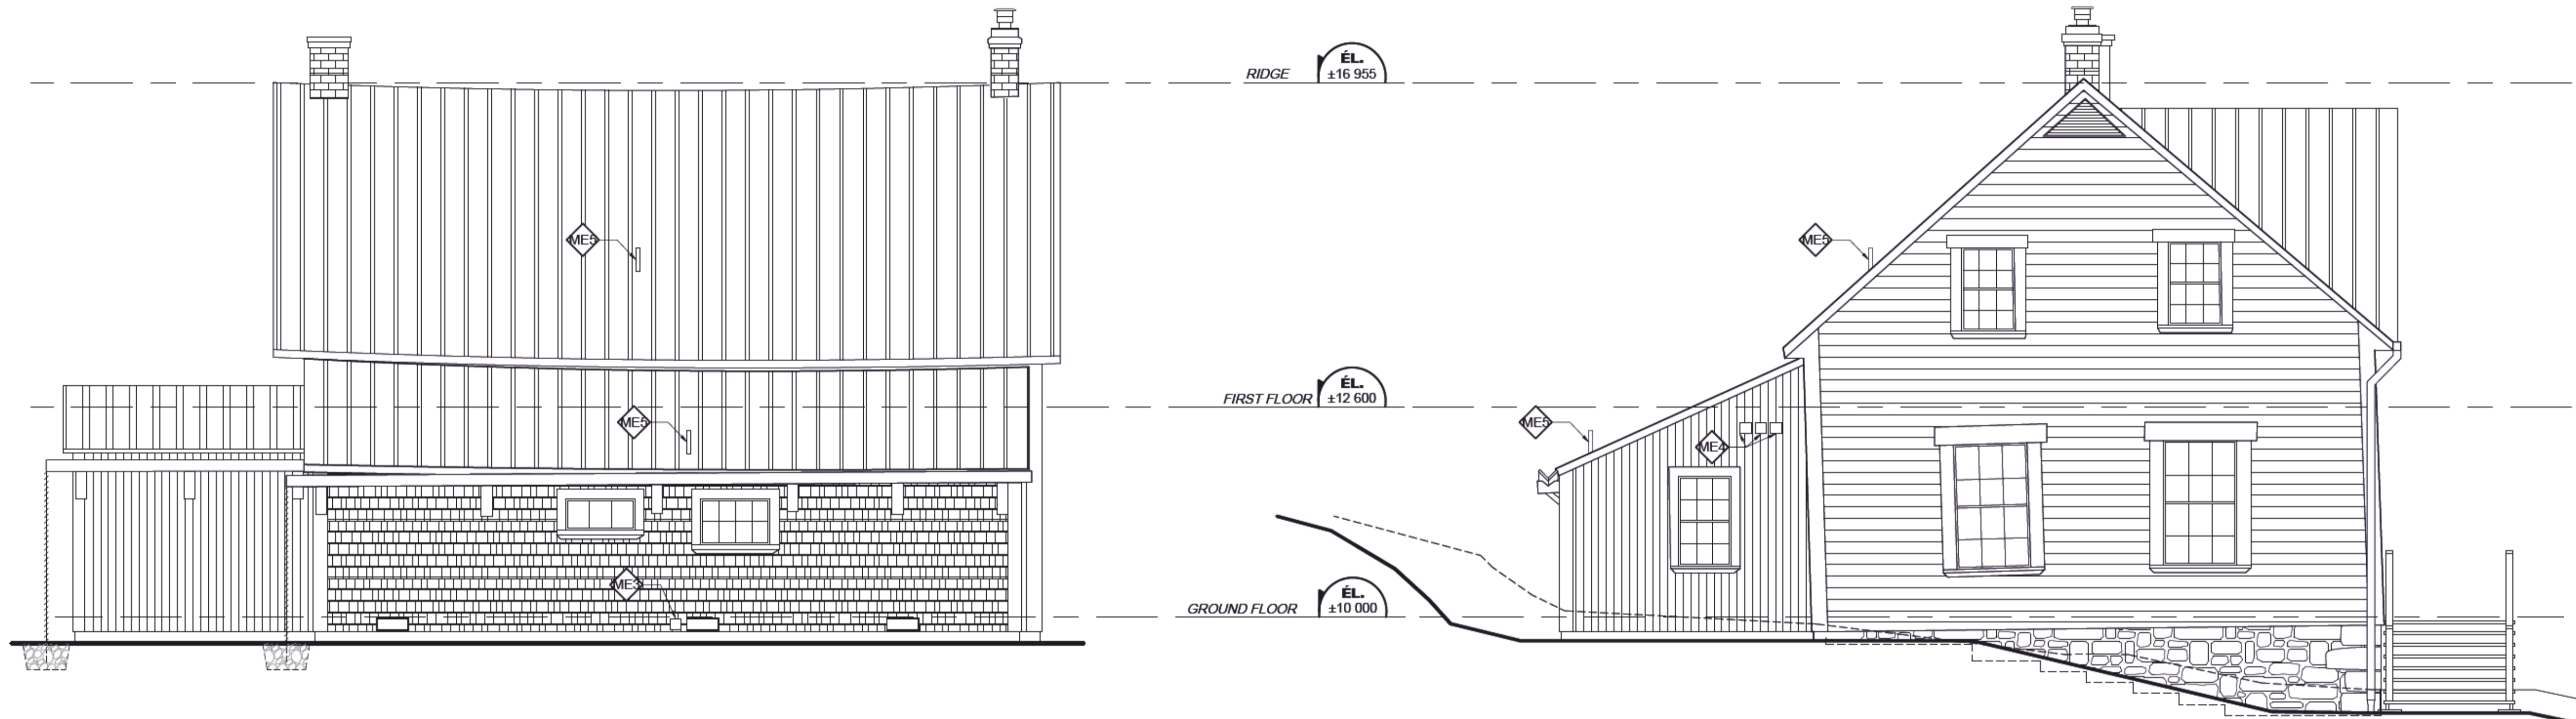 RIDGE
ÉL.
±16 955
ME5
ME5
FIRST FLOOR
ÉL.
±12 600
ME5
ME5
ME4
ME3
GROUND FLOOR
ÉL.
±10 000